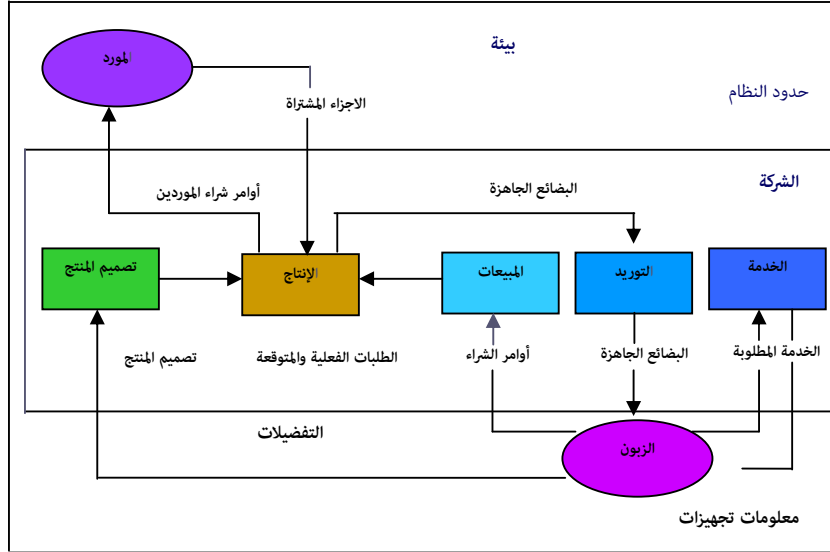 بيئة
المورد
حدود النظام
الاجزاء المشتراة
الشركة
أوامر شراء الموردين
البضائع الجاهزة
الخدمة
التوريد
المبيعات
الإنتاج
تصميم المنتج
الخدمة المطلوبة
البضائع الجاهزة
أوامر الشراء
الطلبات الفعلية والمتوقعة
تصميم المنتج
التفضيلات
الزبون
معلومات تجهيزات